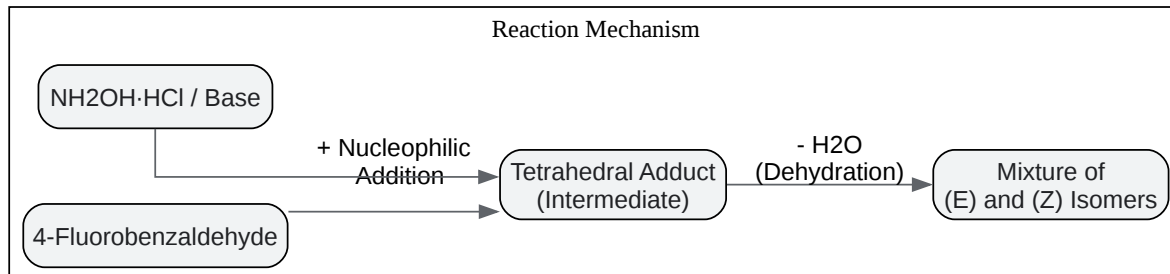 Reaction Mechanism
NH2OH·HCl / Base
+ Nucleophilic
Addition
- H2O
(Dehydration)
Tetrahedral Adduct
(Intermediate)
Mixture of
(E) and (Z) Isomers
4-Fluorobenzaldehyde